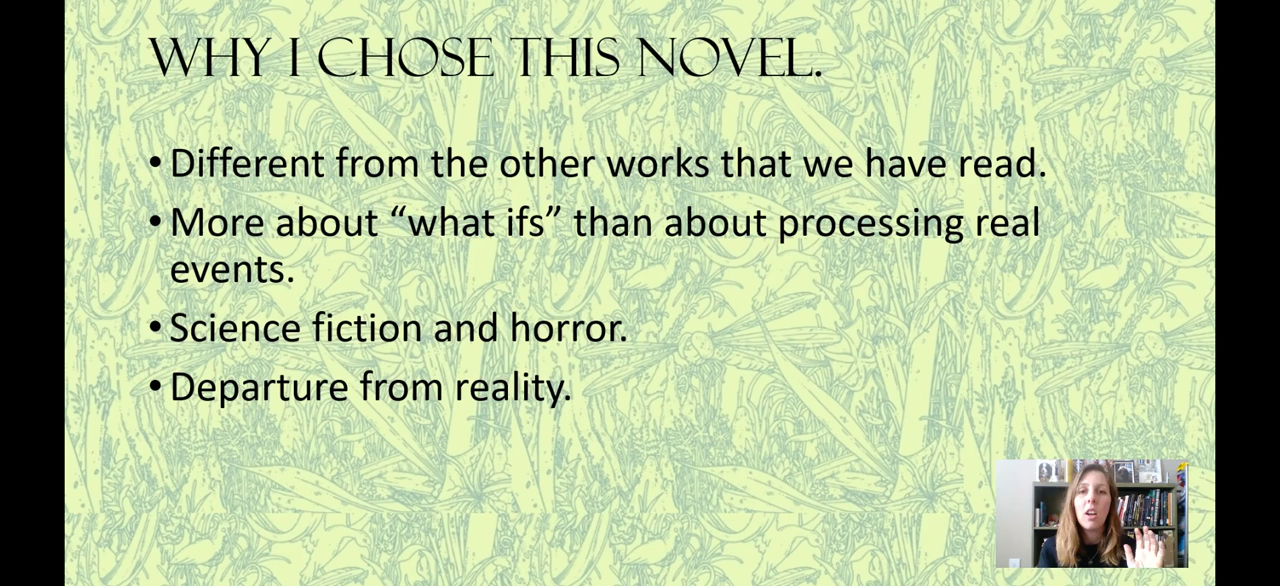 WHY I CHOSE THIS NOVEL.
• Different from the other works that we have read.
• More about “what ifs” than about processing real
events.
• Science fiction and horror.
• Departure from reality.